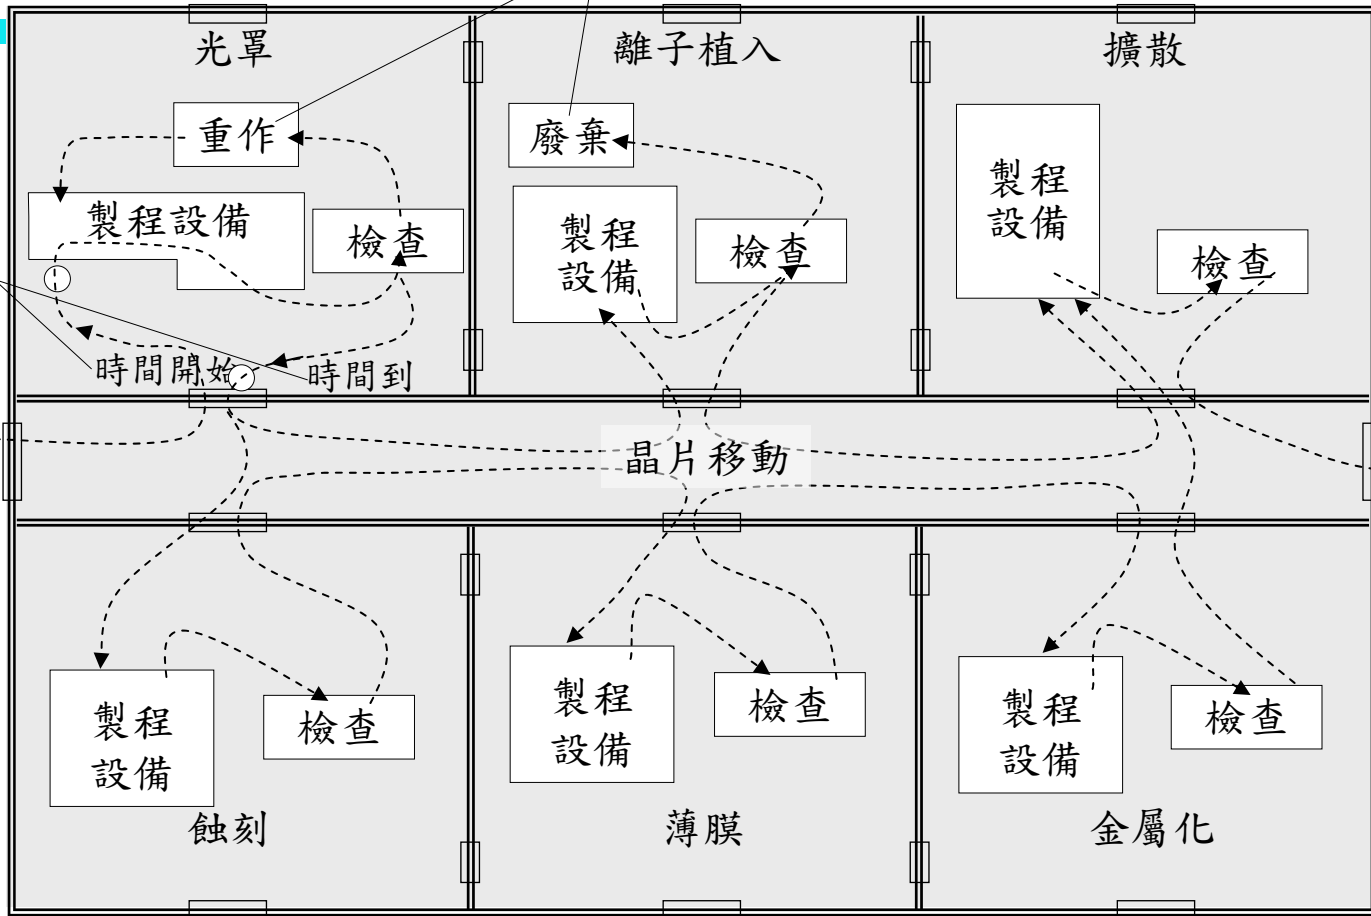 光罩
離子植入
擴散
重作
廢棄
製程設備
檢查
製程
設備
檢查
製程
設備
檢查
時間開始
時間到
晶片移動
製程
設備
檢查
製程
設備
檢查
製程
設備
檢查
蝕刻
薄膜
金屬化